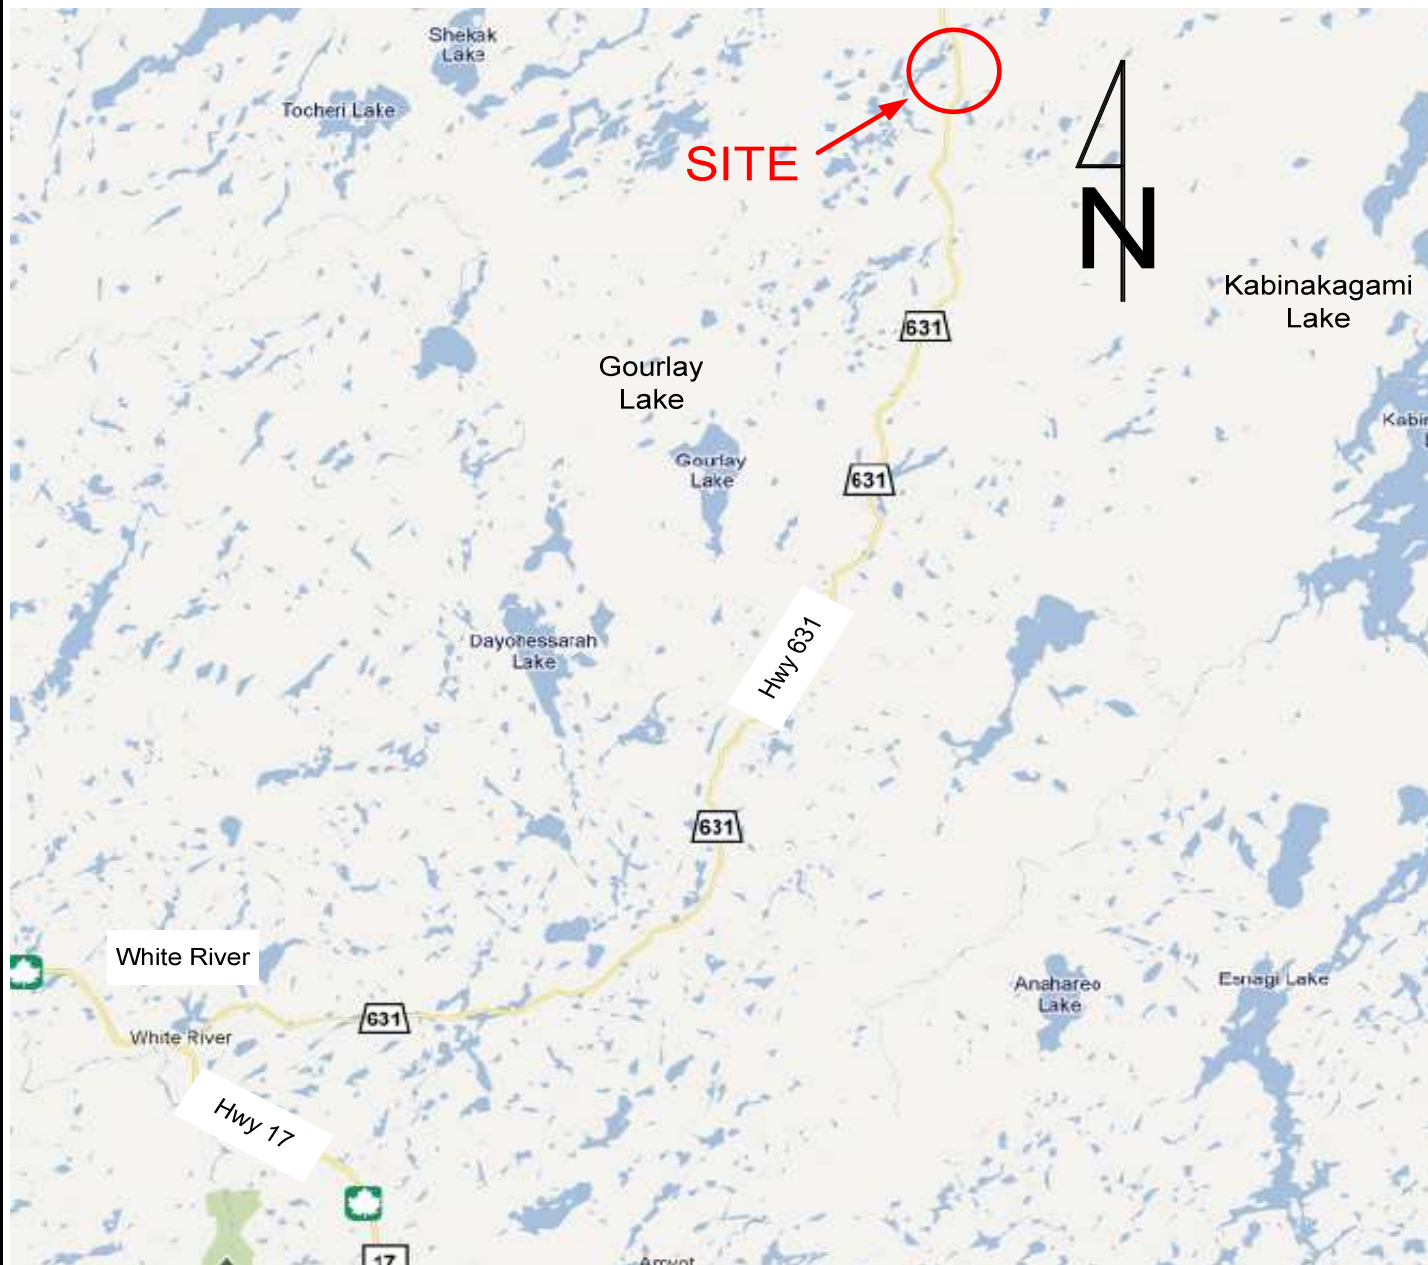 Shekak
Lake
Tocheri Lake
SITE
N
Kabinakagami
Lake
631
Gourlay
Lake
Gourlay
Lake
631
Dayohessarah
Lake
Hwy 631
631
White River
Anahareo
Lake
Esnagi Lake
631
White River
Hwy 17
17